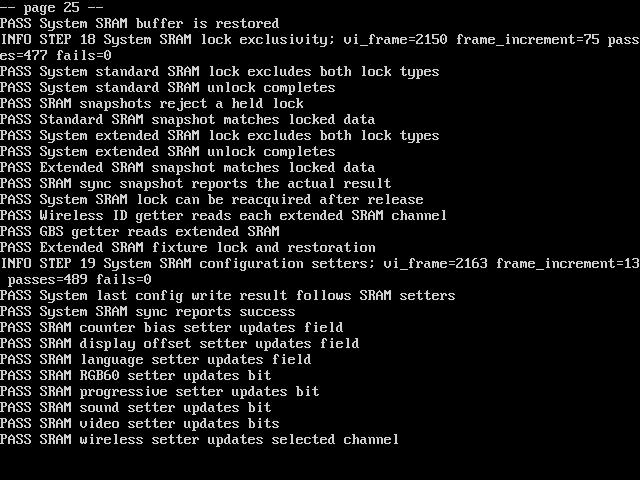 -- page 25 --
PASS System SRAM buffer is restored
INFO STEP 18 System SRAM lock exclusivity; vi_frame=2150 frame_increment=75 pass
es=477 fails=0
PASS System standard SRAM lock excludes both lock types
PASS System standard SRAM unlock completes
PASS SRAM snapshots reject a held lock
PASS Standard SRAM snapshot matches locked data
PASS System extended SRAM lock excludes both lock types
PASS System extended SRAM unlock completes
PASS Extended SRAM snapshot matches locked data
PASS SRAM sync snapshot reports the actual result
PASS System SRAM lock can be reacquired after release
PASS Wireless ID getter reads each extended SRAM channel
PASS GBS getter reads extended SRAM
PASS Extended SRAM fixture lock and restoration
INFO STEP 19 System SRAM configuration setters; vi_frame=2163 frame_increment=13
 passes=489 fails=0
PASS System last config write result follows SRAM setters
PASS System SRAM sync reports success
PASS SRAM counter bias setter updates field
PASS SRAM display offset setter updates field
PASS SRAM language setter updates field
PASS SRAM RGB60 setter updates bit
PASS SRAM progressive setter updates bit
PASS SRAM sound setter updates bit
PASS SRAM video setter updates bits
PASS SRAM wireless setter updates selected channel